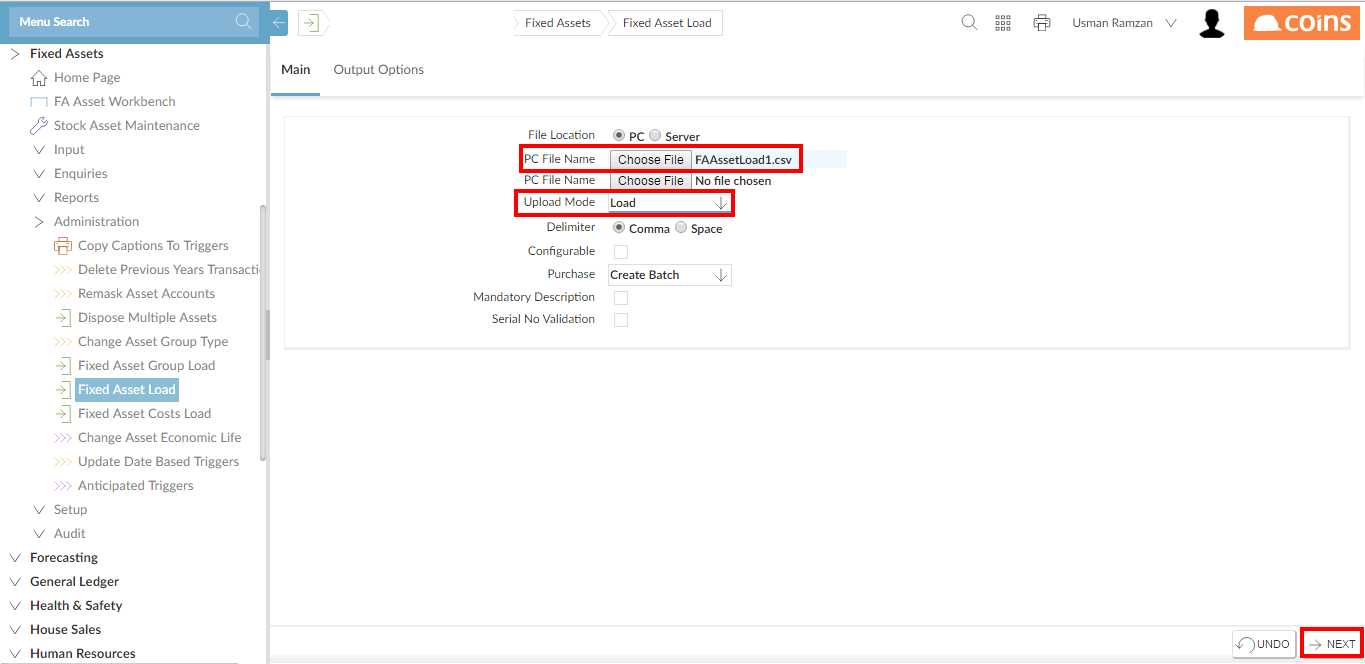 Menu Search
Fixed Assets
Fixed Asset Load
Usman Ramzan
coins
Fixed Assets
Home Page
FA Asset Workbench
Stock Asset Maintenance
Input
Enquiries
Reports
Administration
Copy Captions To Triggers
Delete Previous Years Transacti
Remask Asset Accounts
Dispose Multiple Assets
Change Asset Group Type
Fixed Asset Group Load
Fixed Asset Load
Fixed Asset Costs Load
Change Asset Economic Life
Update Date Based Triggers
Anticipated Triggers
Setup
Audit
Forecasting
General Ledger
Health & Safety
House Sales
Human Resources
Main Output Options
File Location PC Server
PC File Name Choose File FAAssetLoad1.csv
PC File Name Choose File No file chosen
Upload Mode Load
Delimiter Comma Space
Configurable
Purchase Create Batch
Mandatory Description
Serial No Validation
UNDO NEXT